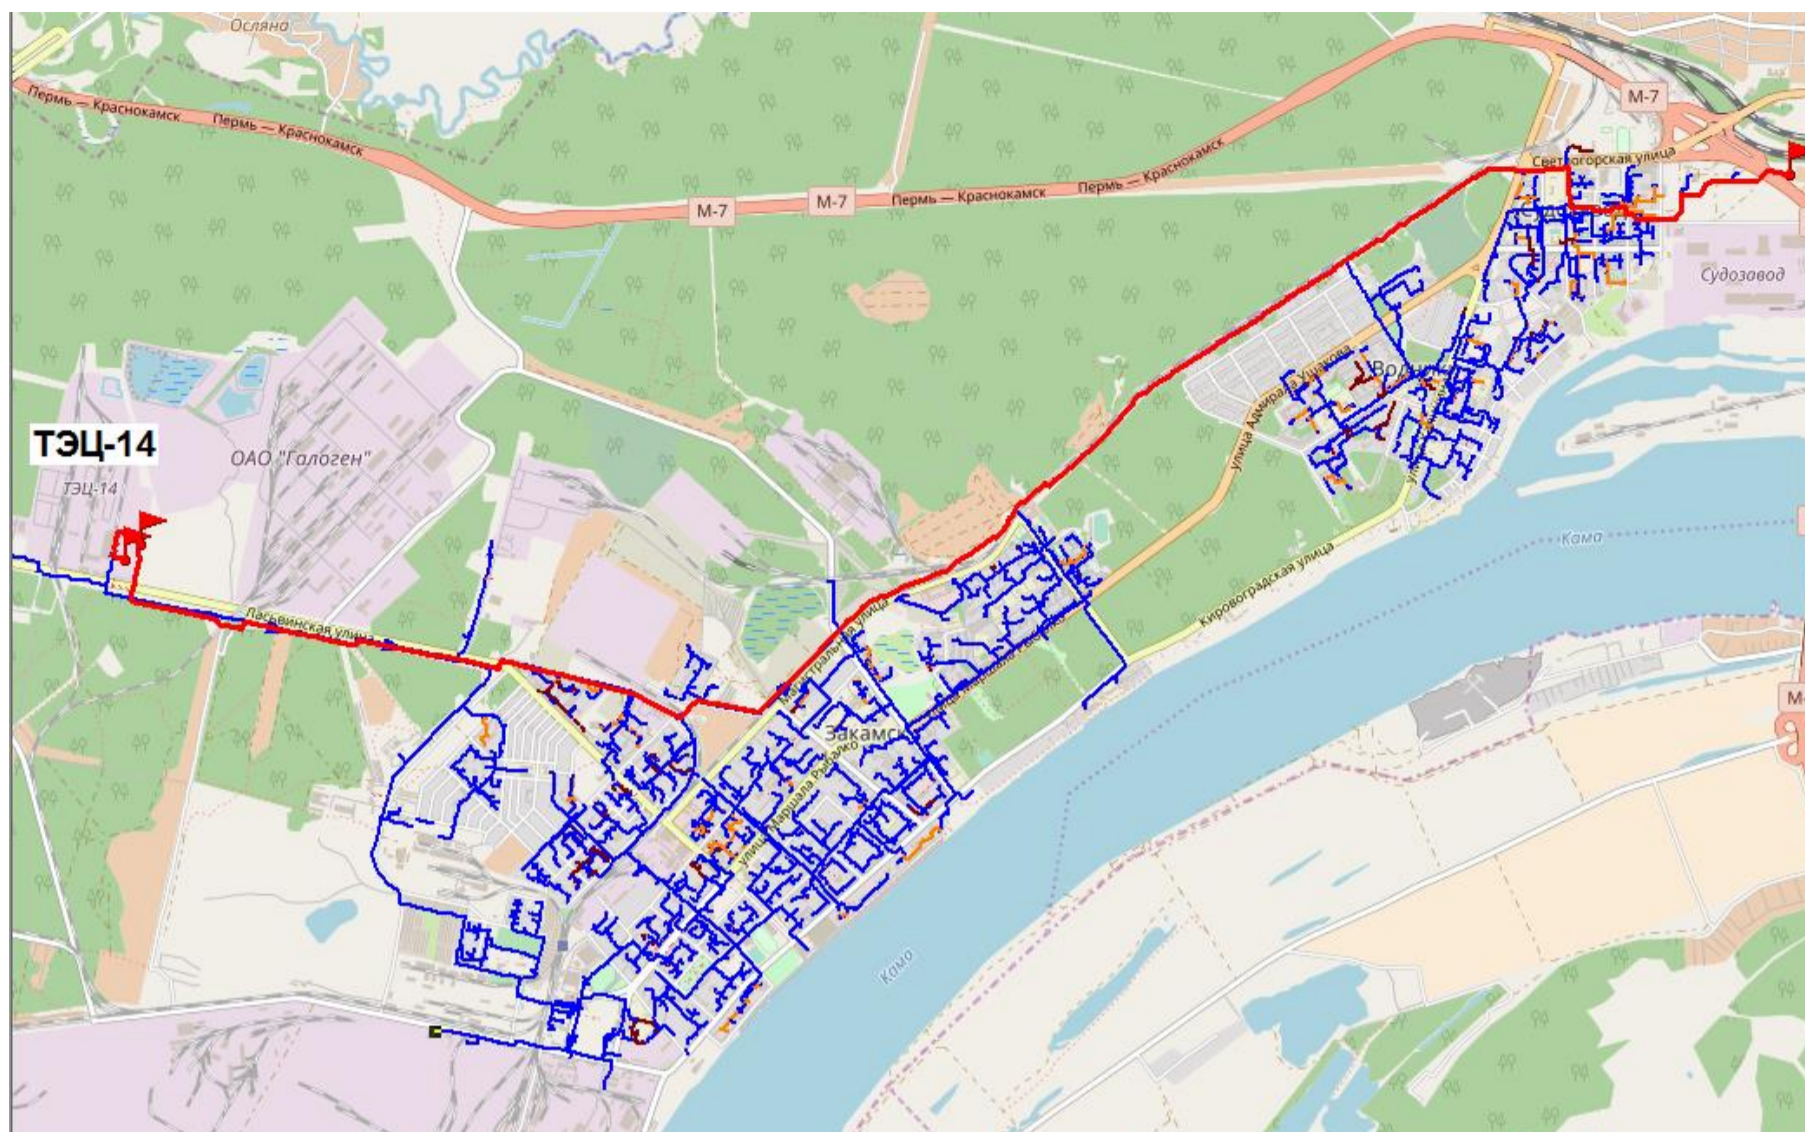 Осляна
Пермь — Краснокамск
Пермь — Краснокамск
М-7
М-7
Пермь — Краснокамск
Пермь — Краснокамск
М-7
Светлогорская улица
Судозавод
ТЭЦ-14
ОАО "Галоген"
ТЭЦ-14
улица Адмирала Ушакова
Кама
Кировоградская улица
Ласьвинская улица
Магистральная улица
Закамск
улица Маршала Рыбалко
Кама